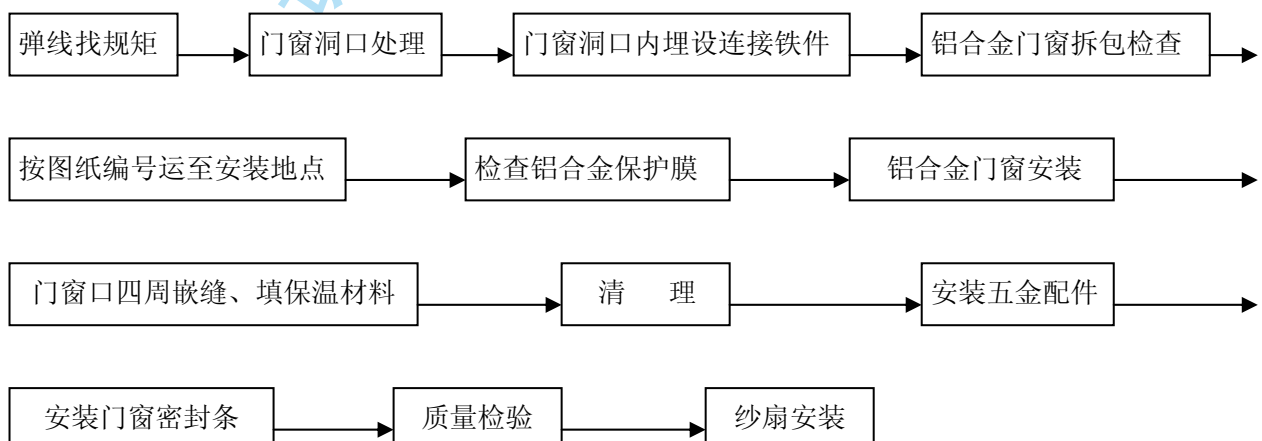 弹线找规矩 门窗洞口处理 门窗洞口内埋设连接铁件 铝合金门窗拆包检查
按图纸编号运至安装地点 检查铝合金保护膜 铝合金门窗安装
门窗口四周嵌缝、填保温材料 清 理 安装五金配件
安装门窗密封条 质量检验 纱扇安装